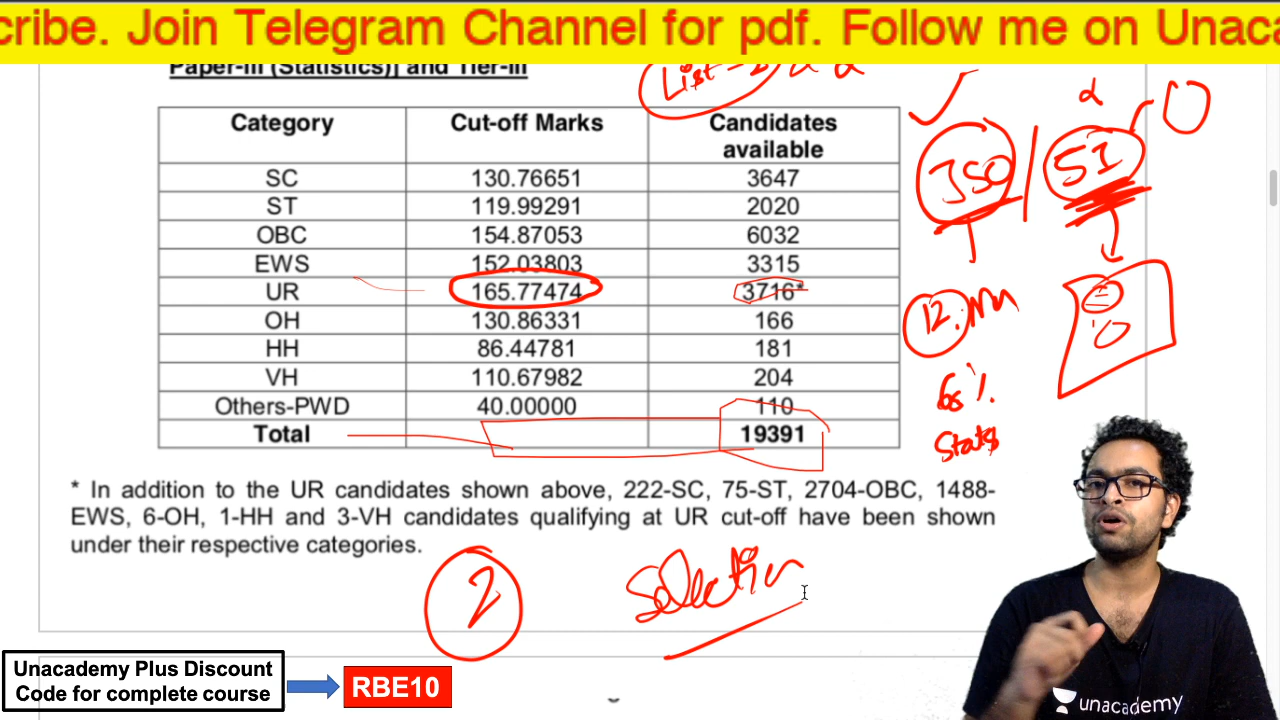 cribe. Join Telegram Channel for pdf. Follow me on Unaca
Paper-III (Statistics)] and Tier-III
List - 2
Category Cut-off Marks Candidates available
SC 130.76651 3647
ST 119.99291 2020
OBC 154.87053 6032
EWS 152.03803 3315
UR 165.77474 3716*
OH 130.86331 166
HH 86.44781 181
VH 110.67982 204
Others-PWD 40.00000 110
Total 19391
JSO / SI
12
68 %
Stats
* In addition to the UR candidates shown above, 222-SC, 75-ST, 2704-OBC, 1488-
EWS, 6-OH, 1-HH and 3-VH candidates qualifying at UR cut-off have been shown
under their respective categories.
2 Selection
Unacademy Plus Discount
Code for complete course
RBE10
unacademy